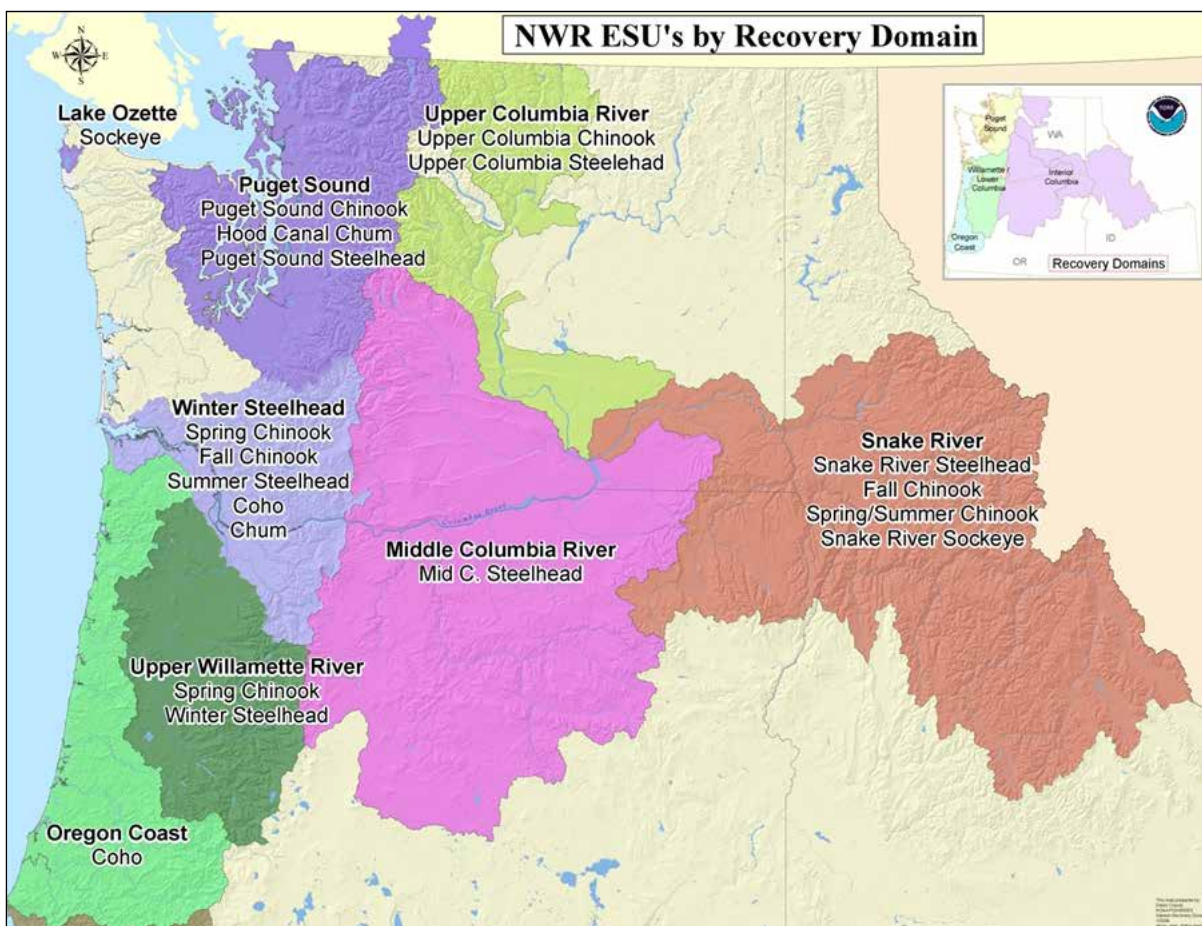 NWR ESU's by Recovery Domain
N
W E
S
Lake Ozette
Sockeye
Upper Columbia River
Upper Columbia Chinook
Upper Columbia Steelehad
Puget Sound
Puget Sound Chinook
Hood Canal Chum
Puget Sound Steelhead
Puget
Sound
WA
Willamette /
Lower
Columbia
Interior
Columbia
Oregon
Coast
OR
ID
Recovery Domains
Winter Steelhead
Spring Chinook
Fall Chinook
Summer Steelhead
Coho
Chum
Snake River
Snake River Steelhead
Fall Chinook
Spring/Summer Chinook
Snake River Sockeye
Columbia River
Middle Columbia River
Mid C. Steelhead
Upper Willamette River
Spring Chinook
Winter Steelhead
Oregon Coast
Coho